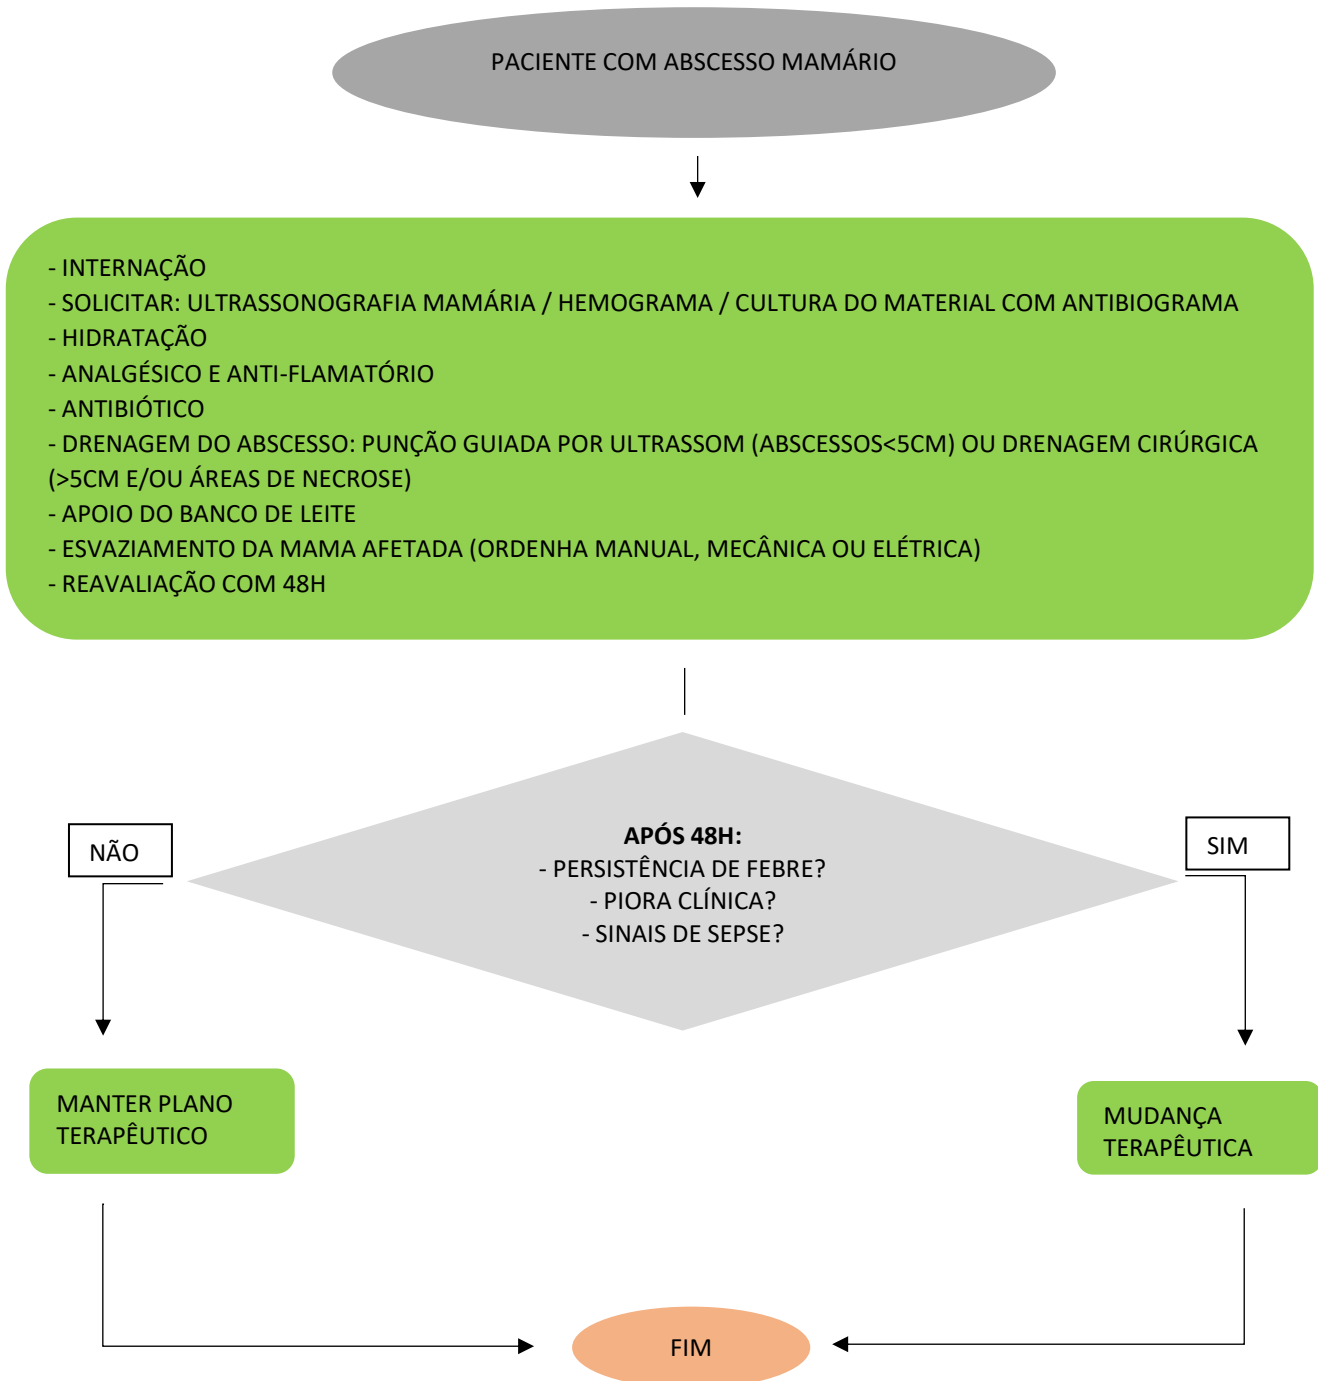 PACIENTE COM ABSCESSO MAMÁRIO
- INTERNAÇÃO
- SOLICITAR: ULTRASSONOGRAFIA MAMÁRIA / HEMOGRAMA / CULTURA DO MATERIAL COM ANTIBIOGRAMA
- HIDRATAÇÃO
- ANALGÉSICO E ANTI-FLAMATÓRIO
- ANTIBIÓTICO
- DRENAGEM DO ABSCESSO: PUNÇÃO GUIADA POR ULTRASSOM (ABSCESSOS<5CM) OU DRENAGEM CIRÚRGICA
(>5CM E/OU ÁREAS DE NECROSE)
- APOIO DO BANCO DE LEITE
- ESVAZIAMENTO DA MAMA AFETADA (ORDENHA MANUAL, MECÂNICA OU ELÉTRICA)
- REAVALIAÇÃO COM 48H
APÓS 48H:
- PERSISTÊNCIA DE FEBRE?
- PIORA CLÍNICA?
- SINAIS DE SEPSE?
NÃO
SIM
MANTER PLANO
TERAPÊUTICO
MUDANÇA
TERAPÊUTICA
FIM